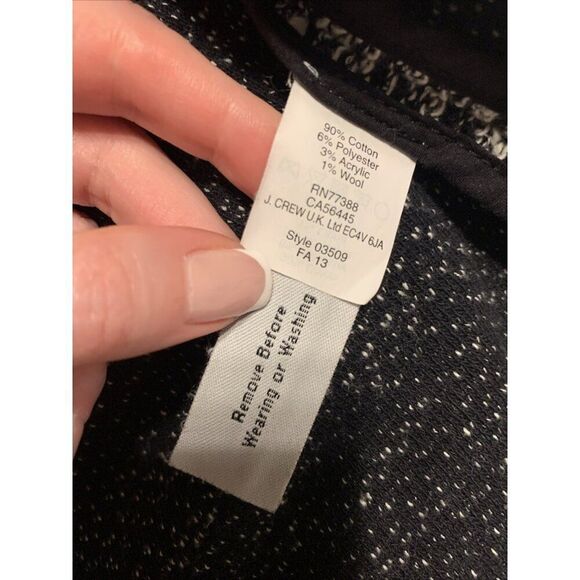 90% Cotton
6% Polyester
3% Acrylic
1% Wool
RN77388
CA56445
J. CREW U.K. Ltd EC4V 6JA
Style 03509
FA 13
Remove Before
Wearing or Washing